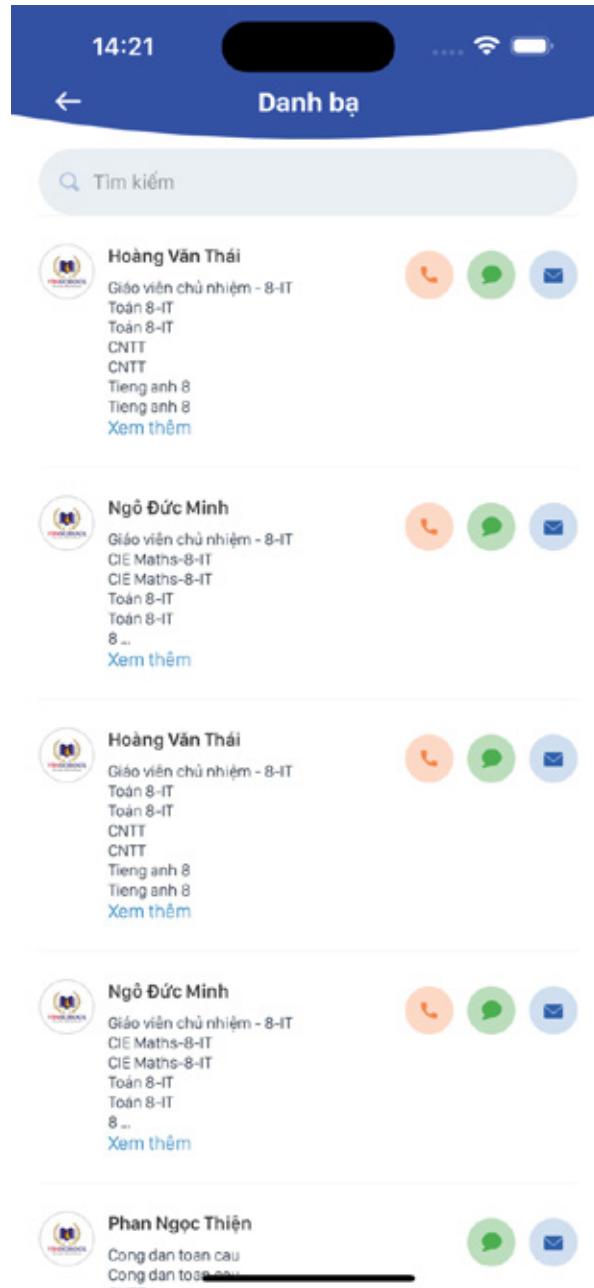 14:21
Danh bạ
Tìm kiếm
Hoàng Văn Thái
Giáo viên chủ nhiệm - 8-IT
Toán 8-IT
Toán 8-IT
CNTT
CNTT
Tieng anh 8
Tieng anh 8
Xem thêm
Ngô Đức Minh
Giáo viên chủ nhiệm - 8-IT
CIE Maths-8-IT
CIE Maths-8-IT
Toán 8-IT
Toán 8-IT
8 ...
Xem thêm
Hoàng Văn Thái
Giáo viên chủ nhiệm - 8-IT
Toán 8-IT
Toán 8-IT
CNTT
CNTT
Tieng anh 8
Tieng anh 8
Xem thêm
Ngô Đức Minh
Giáo viên chủ nhiệm - 8-IT
CIE Maths-8-IT
CIE Maths-8-IT
Toán 8-IT
Toán 8-IT
8 ...
Xem thêm
Phan Ngọc Thiện
Cong dan toan cau
Cong dan